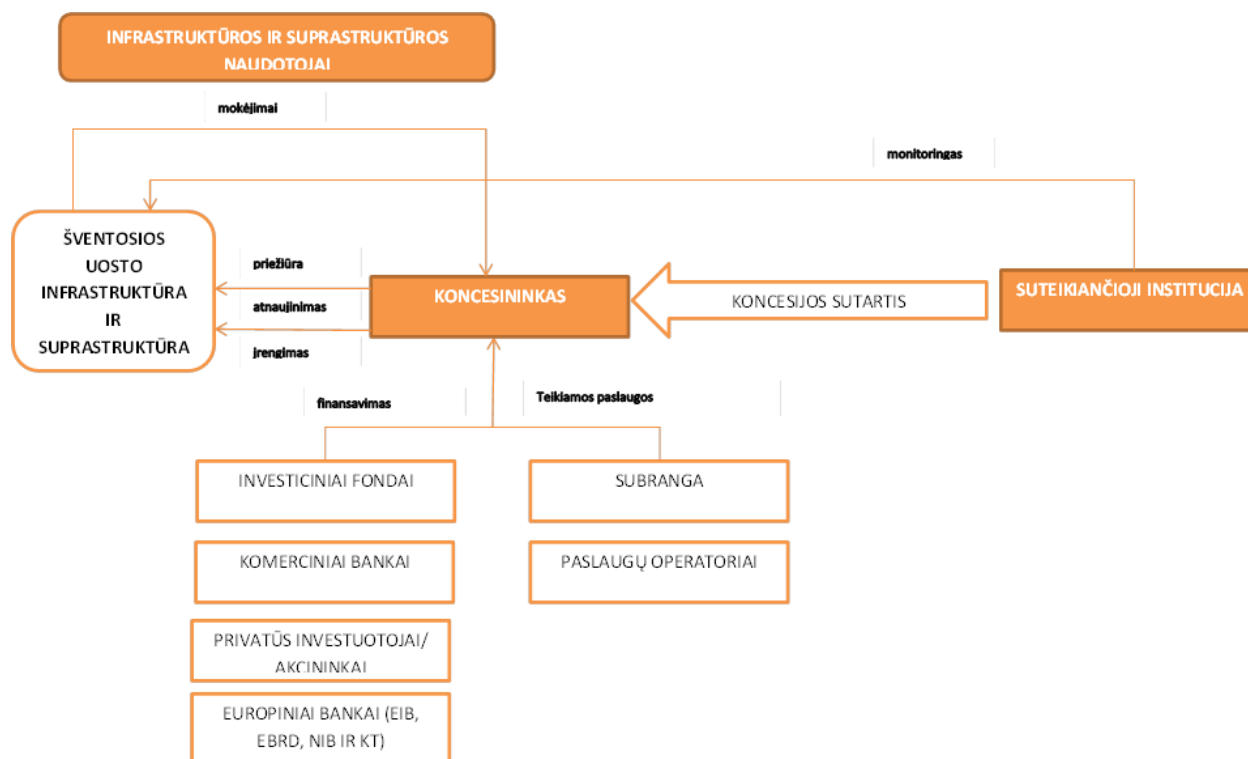 INFRASTRUKTŪROS IR SUPRASTRUKTŪROS
NAUDOTOJAI
mokėjimai
monitoringas
ŠVENTOSIOS
UOSTO
INFRASTRUKTŪRA
IR
SUPRASTRUKTŪRA
priežiūra
atnaujinimas
įrengimas
KONCESININKAS
KONCESIJOS SUTARTIS
SUTEIKIANČIOJI INSTITUCIJA
finansavimas
Teikiamos paslaugos
INVESTICINIAI FONDAI
SUBRANGA
KOMERCINIAI BANKAI
PASLAUGŲ OPERATORIAI
PRIVATŪS INVESTUOTOJAI/
AKCININKAI
EUROPINIAI BANKAI (EIB,
EBRD, NIB IR KT)